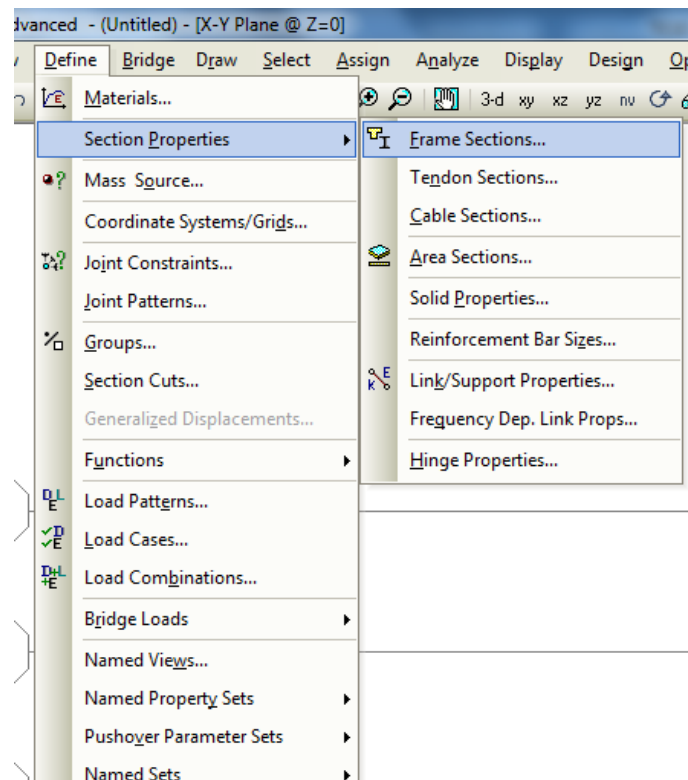 dvanced - (Untitled) - [X-Y Plane @ Z=0]
Define Bridge Draw Select Assign Analyze Display Design Op
Materials... 3-d xy xz yz nv
Section Properties Frame Sections...
Mass Source... Tendon Sections...
Coordinate Systems/Grids... Cable Sections...
Joint Constraints... Area Sections...
Joint Patterns... Solid Properties...
Groups... Reinforcement Bar Sizes...
Section Cuts... Link/Support Properties...
Generalized Displacements... Frequency Dep. Link Props...
Functions Hinge Properties...
Load Patterns...
Load Cases...
Load Combinations...
Bridge Loads
Named Views...
Named Property Sets
Pushover Parameter Sets
Named Sets